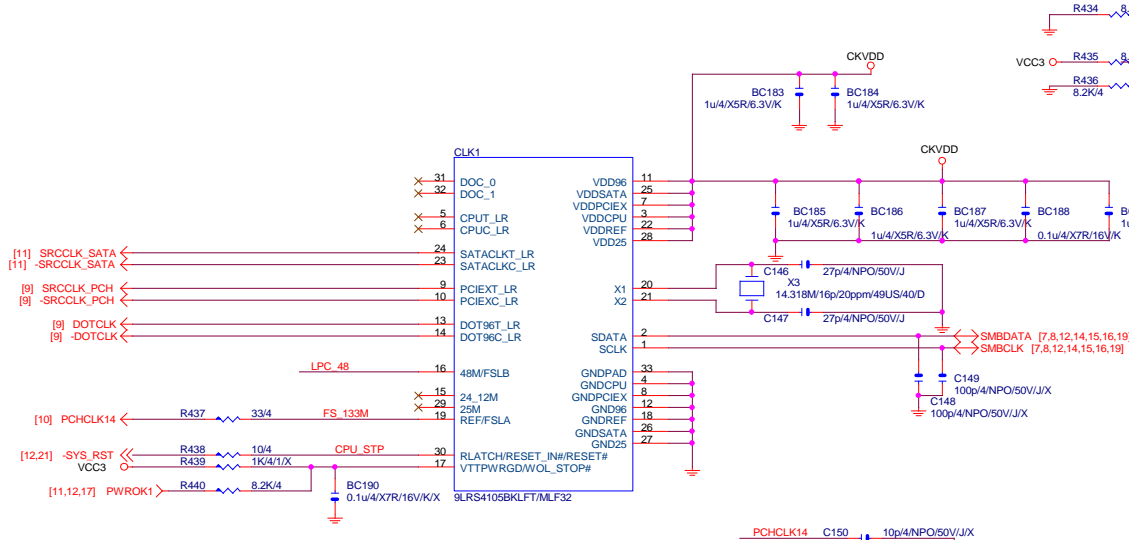 R434
8.
CKVDD
VCC3
R435
8.
R436
8.2K/4
BC183
1u/4/X5R/6.3V/K
BC184
1u/4/X5R/6.3V/K
CLK1
CKVDD
31 DOC_0
32 DOC_1
5 CPUT_LR
6 CPUC_LR
[11] SRCCLK_SATA 24 SATACLKT_LR
[11] -SRCCLK_SATA 23 SATACLKC_LR
[9] SRCCLK_PCH 9 PCIEXT_LR
[9] -SRCCLK_PCH 10 PCIEXC_LR
[9] DOTCLK 13 DOT96T_LR
[9] -DOTCLK 14 DOT96C_LR
LPC_48 16 48M/FSLB
15 24_12M
29 25M
[10] PCHCLK14 R437 33/4 FS_133M 19 REF/FSLA
[12,21] -SYS_RST R438 10/4 CPU_STP 30 RLATCH/RESET_IN#/RESET#
VCC3 R439 1K/4/1/X 17 VTTPWRGD/WOL_STOP#
[11,12,17] PWROK1 R440 8.2K/4
BC190
0.1u/4/X7R/16V/K/X
9LRS4105BKLFT/MLF32
VDD96 11
VDDSATA 25
VDDPCIEX 7
VDDCPU 3
VDDREF 22
VDD25 28
BC185
1u/4/X5R/6.3V/K
BC186
1u/4/X5R/6.3V/K
BC187
1u/4/X5R/6.3V/K
BC188
0.1u/4/X7R/16V/K
X1 20
X2 21
C146 27p/4/NPO/50V/J
X3
14.318M/16p/20ppm/49US/40/D
C147 27p/4/NPO/50V/J
SDATA 2 SMBDATA [7,8,12,14,15,16,19]
SCLK 1 SMBCLK [7,8,12,14,15,16,19]
C149
100p/4/NPO/50V/J/X
C148
100p/4/NPO/50V/J/X
GNDPAD 33
GNDCPU 4
GNDPCIEX 8
GND96 12
GNDREF 18
GNDSATA 26
GND25 27
PCHCLK14 C150 10p/4/NPO/50V/J/X